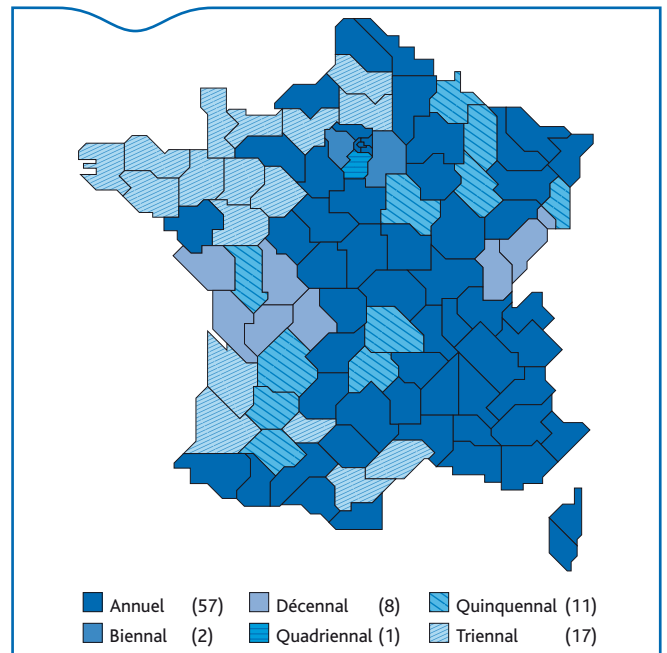 Annuel (57) Décennal (8) Quinquennal (11)
Biennal (2) Quadriennal (1) Triennal (17)